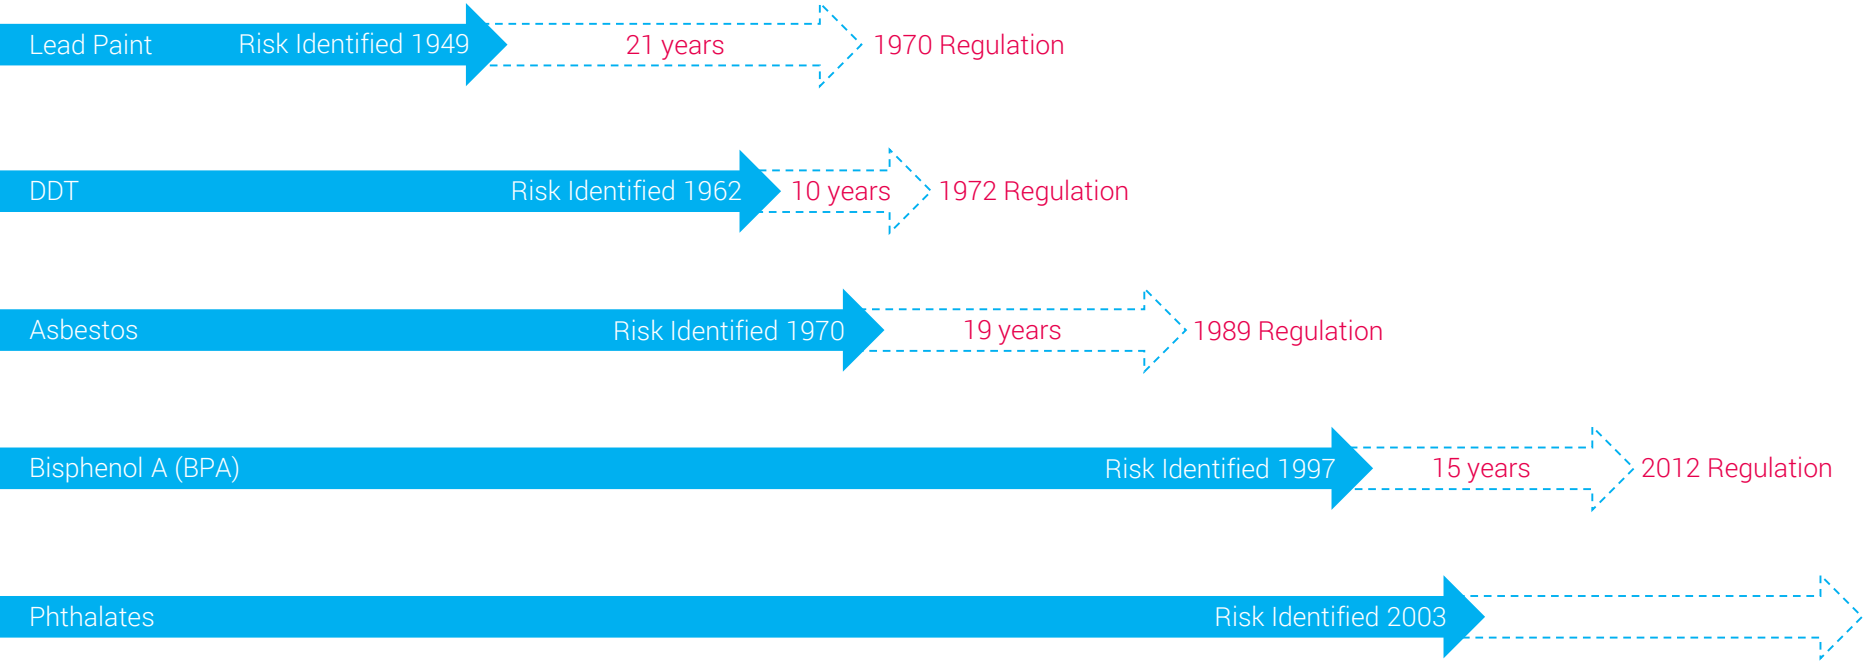 Lead Paint Risk Identified 1949 21 years 1970 Regulation
DDT Risk Identified 1962 10 years 1972 Regulation
Asbestos Risk Identified 1970 19 years 1989 Regulation
Bisphenol A (BPA) Risk Identified 1997 15 years 2012 Regulation
Phthalates Risk Identified 2003